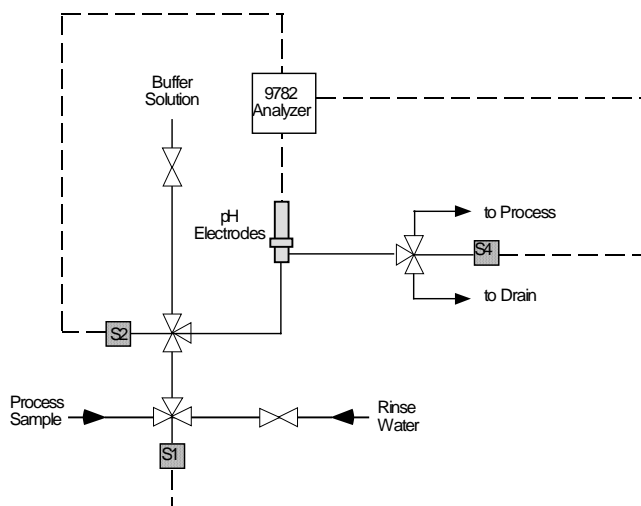 Buffer
Solution
9782
Analyzer
pH
Electrodes
to Process
S4
to Drain
S2
Process
Sample
Rinse
Water
S1